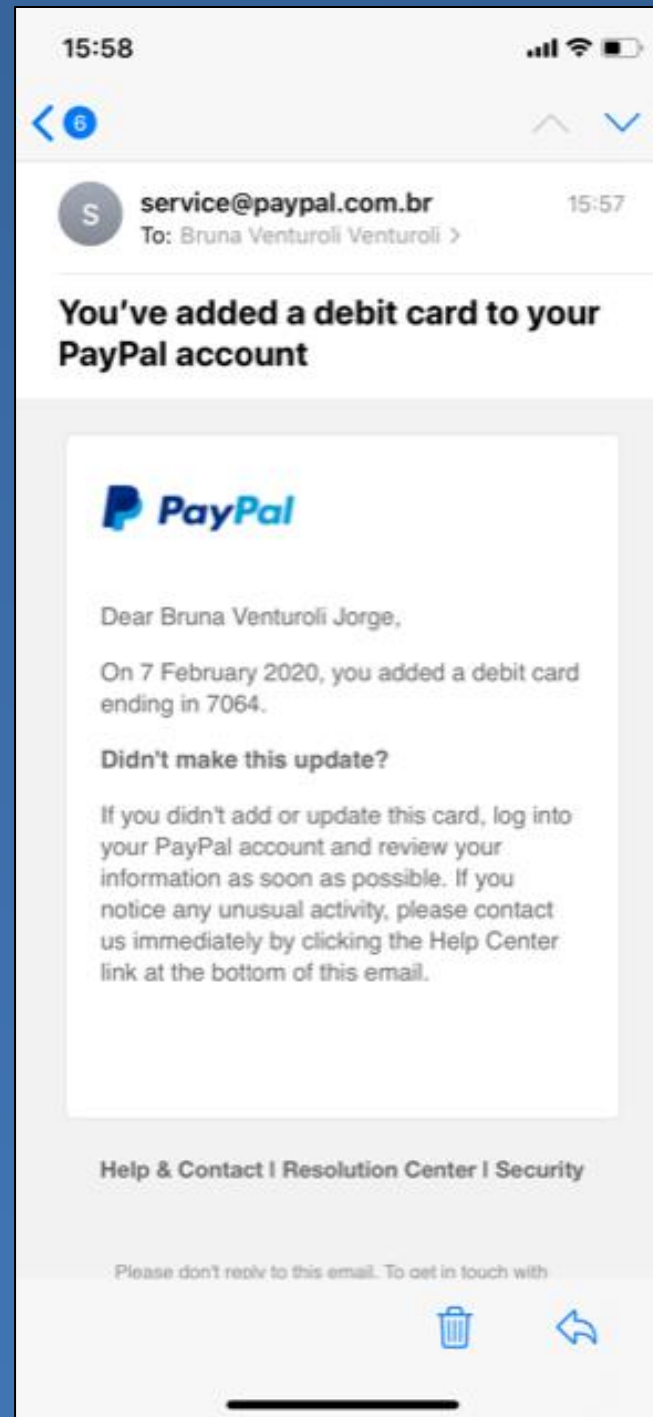 15:58
6
S
service@paypal.com.br
15:57
To: Bruna Venturoli Venturoli >
You've added a debit card to your
PayPal account
PayPal
Dear Bruna Venturoli Jorge,
On 7 February 2020, you added a debit card
ending in 7064.
Didn't make this update?
If you didn't add or update this card, log into
your PayPal account and review your
information as soon as possible. If you
notice any unusual activity, please contact
us immediately by clicking the Help Center
link at the bottom of this email.
Help & Contact | Resolution Center | Security
Please don't reply to this email. To get in touch with